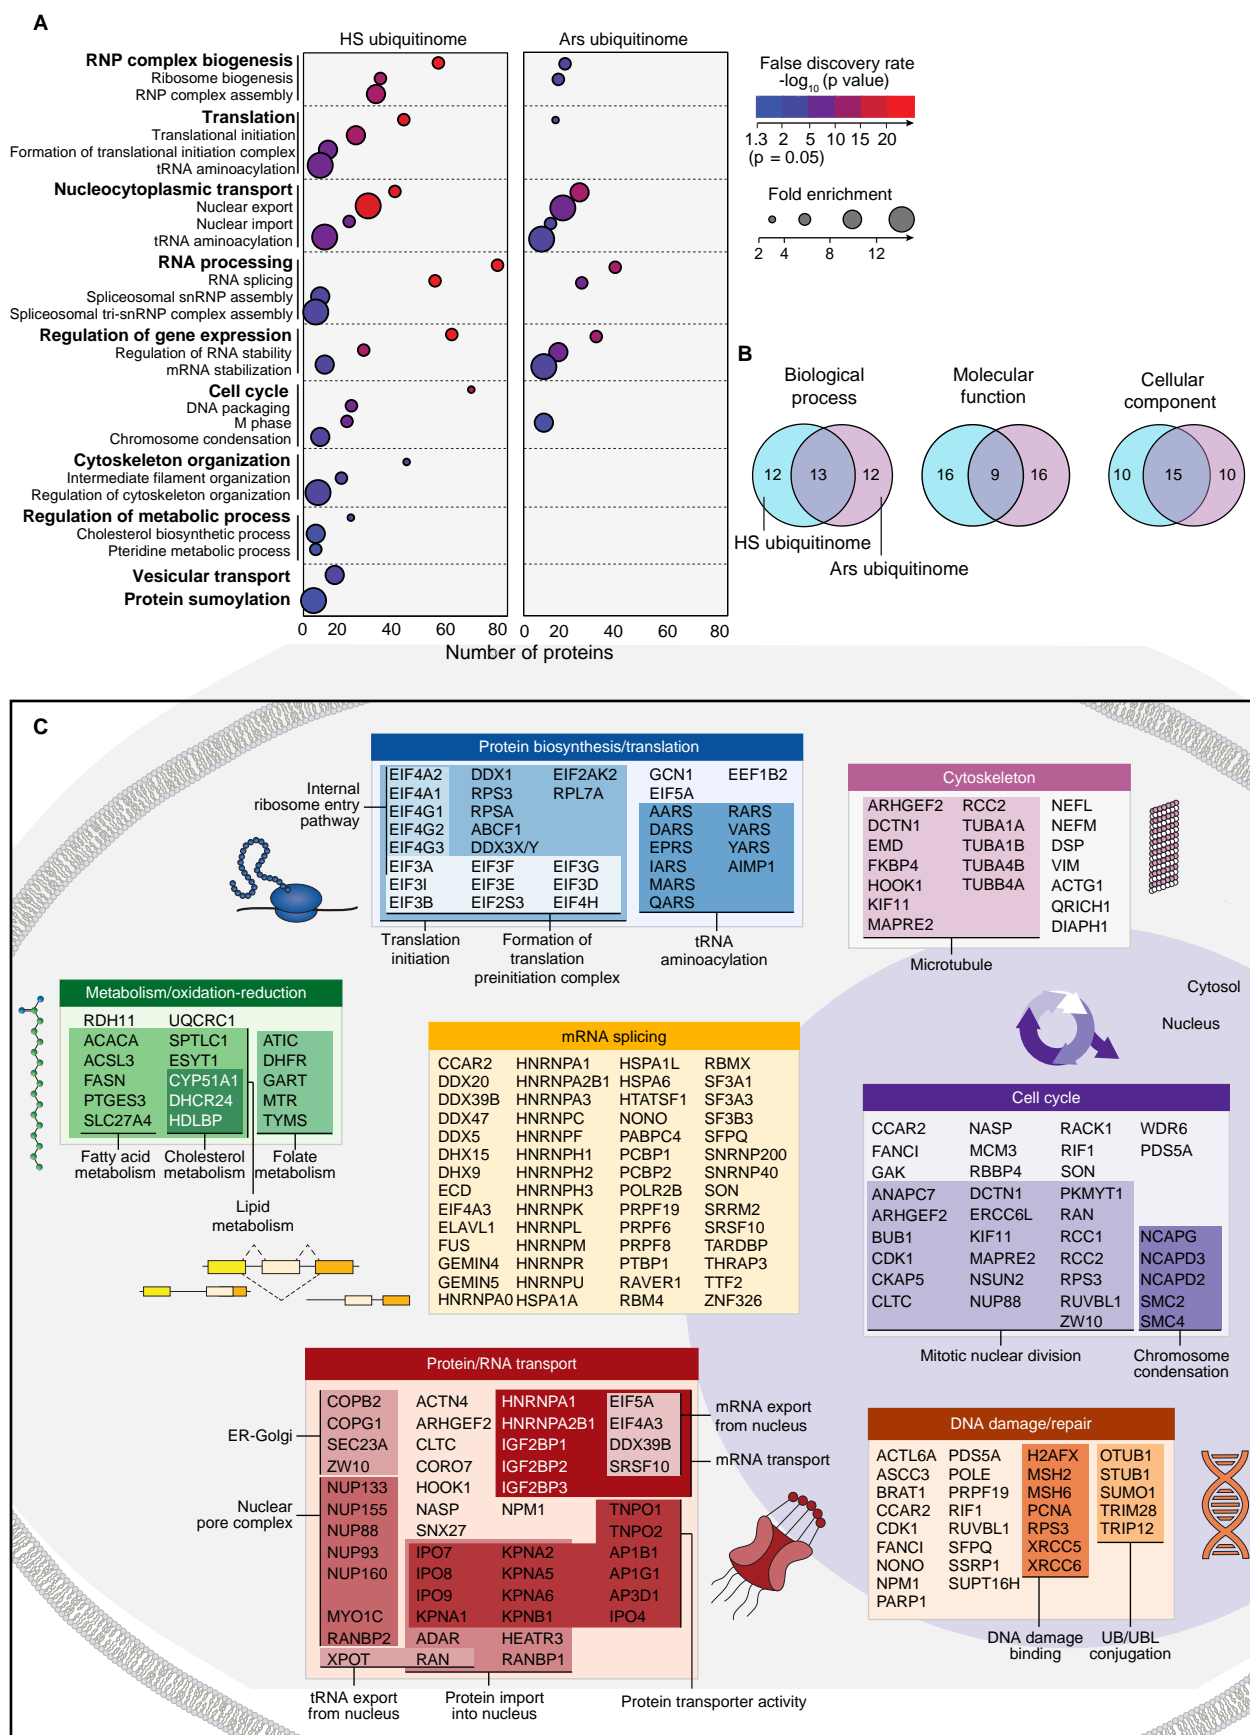 A
HS ubiquitinome
Ars ubiquitinome
RNP complex biogenesis
Ribosome biogenesis
RNP complex assembly
Translation
Translational initiation
Formation of translational initiation complex
tRNA aminoacylation
Nucleocytoplasmic transport
Nuclear export
Nuclear import
tRNA aminoacylation
RNA processing
RNA splicing
Spliceosomal snRNP assembly
Spliceosomal tri-snRNP complex assembly
Regulation of gene expression
Regulation of RNA stability
mRNA stabilization
Cell cycle
DNA packaging
M phase
Chromosome condensation
Cytoskeleton organization
Intermediate filament organization
Regulation of cytoskeleton organization
Regulation of metabolic process
Cholesterol biosynthetic process
Pteridine metabolic process
Vesicular transport
Protein sumoylation
0 20 40 60 80
0 20 40 60 80
Number of proteins
False discovery rate
-log10 (p value)
1.3 2 5 10 15 20
(p = 0.05)
Fold enrichment
2 4 8 12
B
Biological
process
Molecular
function
Cellular
component
12 13 12
16 9 16
10 15 10
HS ubiquitinome
Ars ubiquitinome
C
Protein biosynthesis/translation
Internal
ribosome entry
pathway
EIF4A2 DDX1 EIF2AK2 GCN1 EEF1B2
EIF4A1 RPS3 RPL7A EIF5A
EIF4G1 RPSA AARS RARS
EIF4G2 ABCF1 DARS VARS
EIF4G3 DDX3X/Y EPRS YARS
EIF3A EIF3F EIF3G IARS AIMP1
EIF3I EIF3E EIF3D MARS
EIF3B EIF2S3 EIF4H QARS
Translation
initiation
Formation of
translation
preinitiation complex
tRNA
aminoacylation
Cytoskeleton
ARHGEF2 RCC2 NEFL
DCTN1 TUBA1A NEFM
EMD TUBA1B DSP
FKBP4 TUBA4B VIM
HOOK1 TUBB4A ACTG1
KIF11 QRICH1
MAPRE2 DIAPH1
Microtubule
Cytosol
Nucleus
Metabolism/oxidation-reduction
RDH11 UQCRC1
ACACA SPTLC1 ATIC
ACSL3 ESYT1 DHFR
FASN CYP51A1 GART
PTGES3 DHCR24 MTR
SLC27A4 HDLBP TYMS
Fatty acid
metabolism
Cholesterol
metabolism
Folate
metabolism
Lipid
metabolism
mRNA splicing
CCAR2 HNRNPA1 HSPA1L RBMX
DDX20 HNRNPA2B1 HSPA6 SF3A1
DDX39B HNRNPA3 HTATSF1 SF3A3
DDX47 HNRNPC NONO SF3B3
DDX5 HNRNPF PABPC4 SFPQ
DHX15 HNRNPH1 PCBP1 SNRNP200
DHX9 HNRNPH2 PCBP2 SNRNP40
ECD HNRNPH3 POLR2B SON
EIF4A3 HNRNPK PRPF19 SRRM2
ELAVL1 HNRNPL PRPF6 SRSF10
FUS HNRNPM PRPF8 TARDBP
GEMIN4 HNRNPR PTBP1 THRAP3
GEMIN5 HNRNPU RAVER1 TTF2
HNRNPA0 HSPA1A RBM4 ZNF326
Cell cycle
CCAR2 NASP RACK1 WDR6
FANCI MCM3 RIF1 PDS5A
GAK RBBP4 SON
ANAPC7 DCTN1 PKMYT1
ARHGEF2 ERCC6L RAN
BUB1 KIF11 RCC1 NCAPG
CDK1 MAPRE2 RCC2 NCAPD3
CKAP5 NSUN2 RPS3 NCAPD2
CLTC NUP88 RUVBL1 SMC2
ZW10 SMC4
Mitotic nuclear division
Chromosome
condensation
Protein/RNA transport
COPB2 ACTN4 HNRNPA1 EIF5A
COPG1 ARHGEF2 HNRNPA2B1 EIF4A3
SEC23A CLTC IGF2BP1 DDX39B
ZW10 CORO7 IGF2BP2 SRSF10
NUP133 HOOK1 IGF2BP3
NUP155 NASP NPM1 TNPO1
NUP88 SNX27 TNPO2
NUP93 IPO7 KPNA2 AP1B1
NUP160 IPO8 KPNA5 AP1G1
IPO9 KPNA6 AP3D1
MYO1C KPNA1 KPNB1 IPO4
RANBP2 ADAR HEATR3
XPOT RAN RANBP1
ER-Golgi
Nuclear
pore complex
mRNA export
from nucleus
mRNA transport
tRNA export
from nucleus
Protein import
into nucleus
Protein transporter activity
DNA damage/repair
ACTL6A PDS5A H2AFX OTUB1
ASCC3 POLE MSH2 STUB1
BRAT1 PRPF19 MSH6 SUMO1
CCAR2 RIF1 PCNA TRIM28
CDK1 RUVBL1 RPS3 TRIP12
FANCI SFPQ XRCC5
NONO SSRP1 XRCC6
NPM1 SUPT16H
PARP1
DNA damage
binding
UB/UBL
conjugation